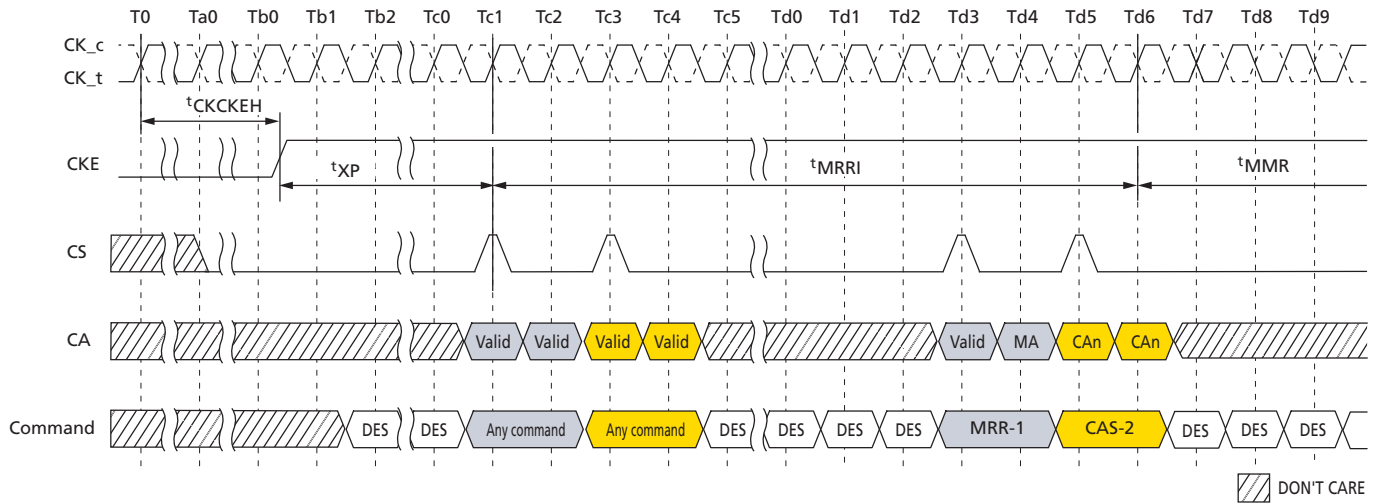 T0 Ta0 Tb0 Tb1 Tb2 Tc0 Tc1 Tc2 Tc3 Tc4 Tc5 Td0 Td1 Td2 Td3 Td4 Td5 Td6 Td7 Td8 Td9
CK_c
CK_t
tCKCKEH
CKE
tXP tMRRI tMMR
CS
CA Valid Valid Valid Valid Valid MA CAn CAn
Command DES DES Any command Any command DES DES DES DES MRR-1 CAS-2 DES DES DES
DON'T CARE